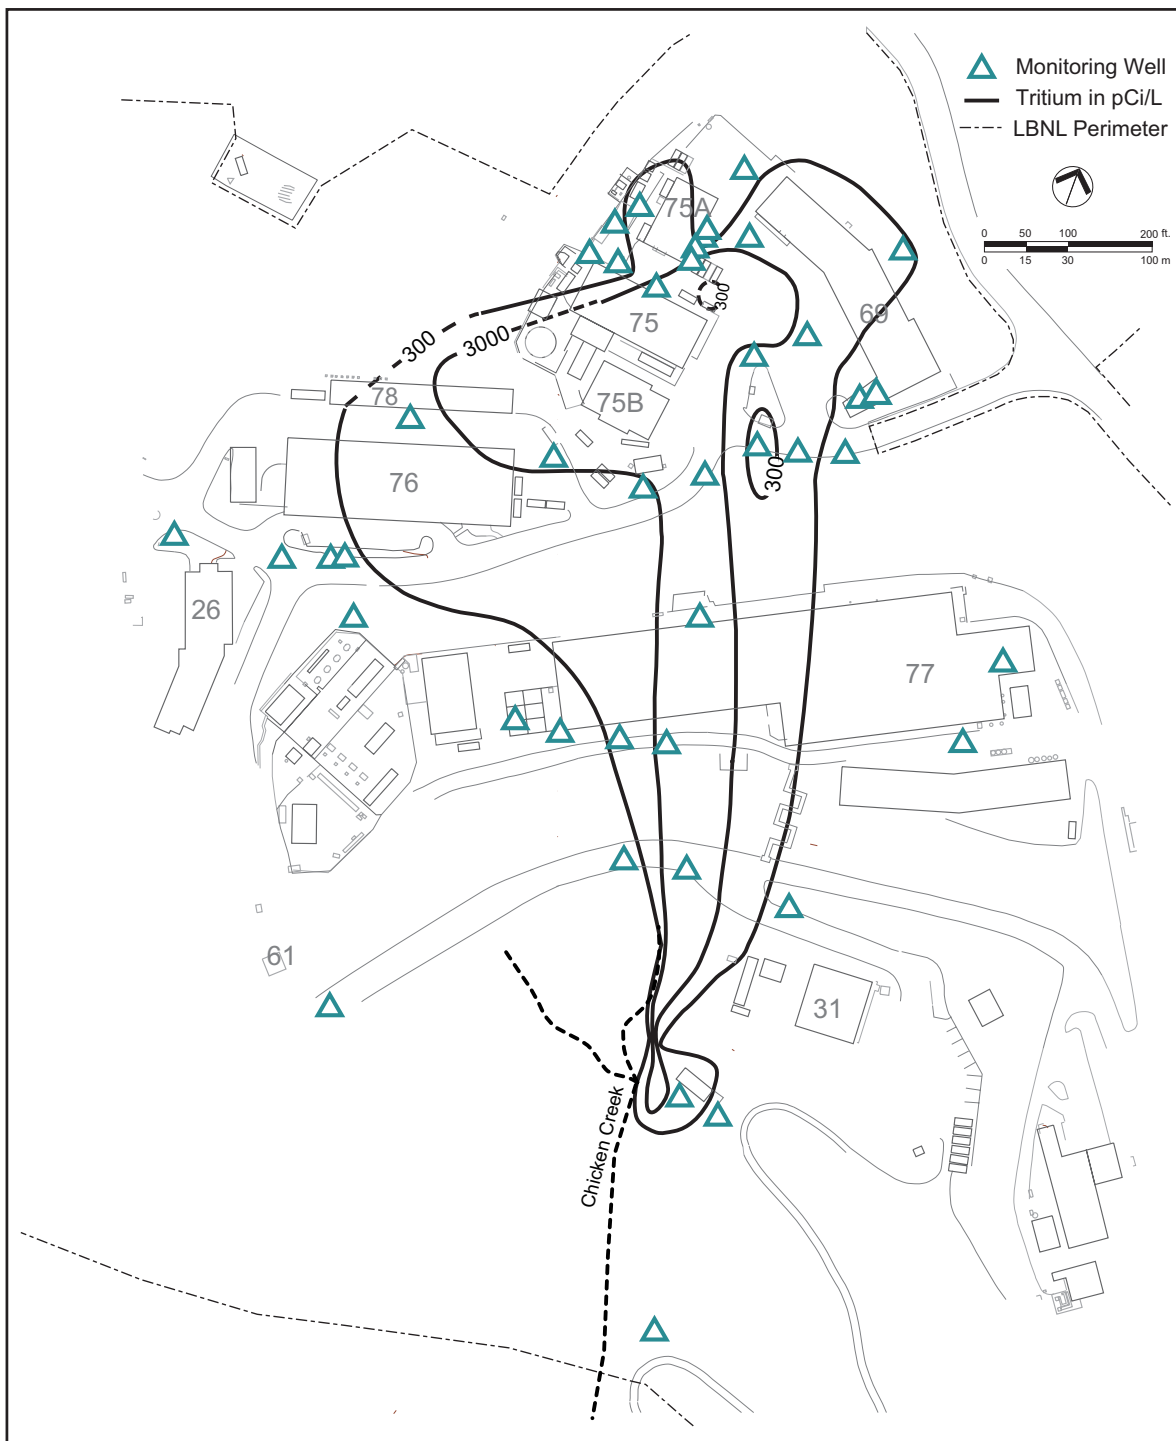 Monitoring Well
Tritium in pCi/L
LBNL Perimeter
0 50 100 200 ft.
0 15 30 100 m
75A
69
300
75
300
3000
78
75B
76
300
26
77
61
31
Chicken Creek